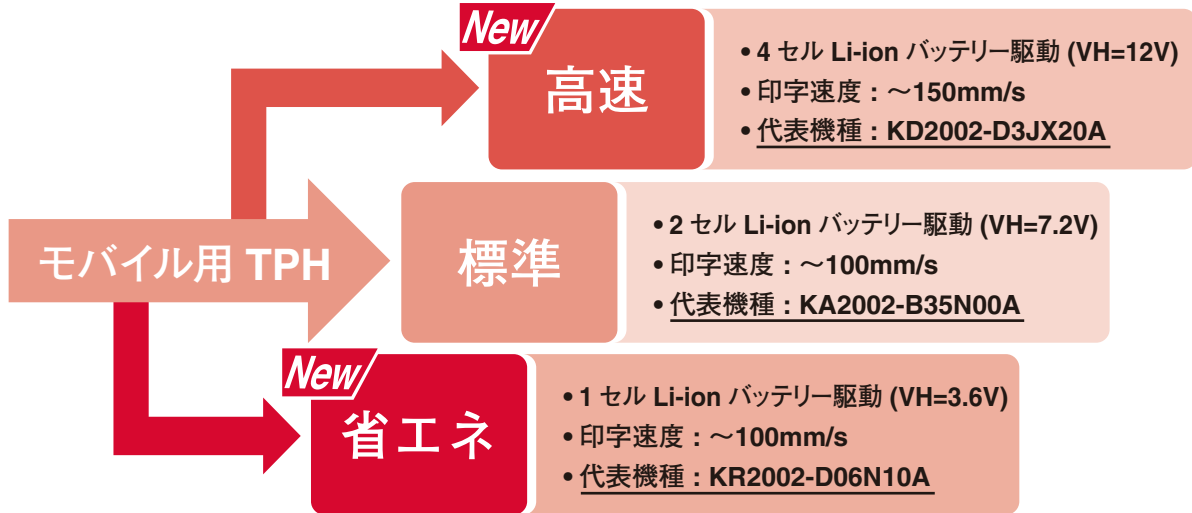 New
高速
• 4 セル Li-ion バッテリー駆動 (VH=12V)
• 印字速度：～150mm/s
• 代表機種：KD2002-D3JX20A
モバイル用 TPH
標準
• 2 セル Li-ion バッテリー駆動 (VH=7.2V)
• 印字速度：～100mm/s
• 代表機種：KA2002-B35N00A
New
省エネ
• 1 セル Li-ion バッテリー駆動 (VH=3.6V)
• 印字速度：～100mm/s
• 代表機種：KR2002-D06N10A